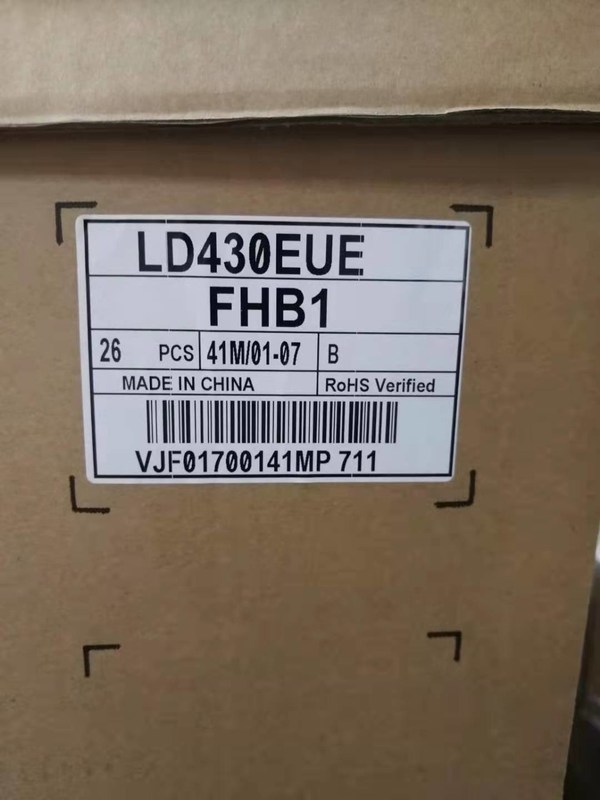 LD430EUE
FHB1
26 PCS 41M/01-07 B
MADE IN CHINA RoHS Verified
VJF01700141MP 711